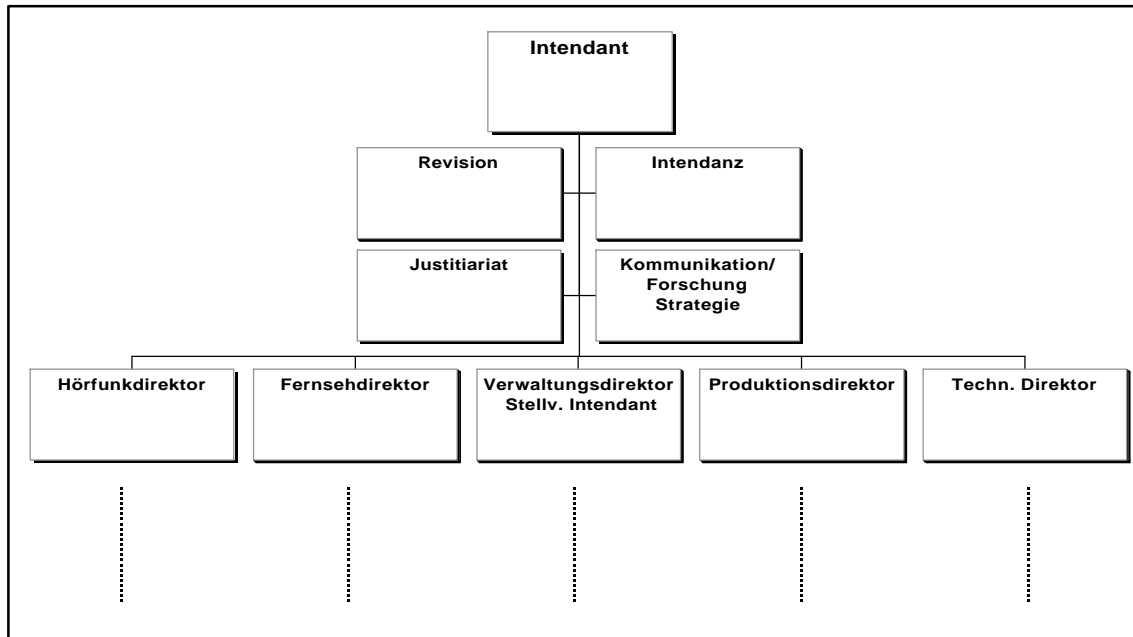 Intendant
Revision
Intendanz
Justitiariat
Kommunikation/
Forschung
Strategie
Hörfunkdirektor
Fernsehdirektor
Verwaltungsdirektor
Stellv. Intendant
Produktionsdirektor
Techn. Direktor